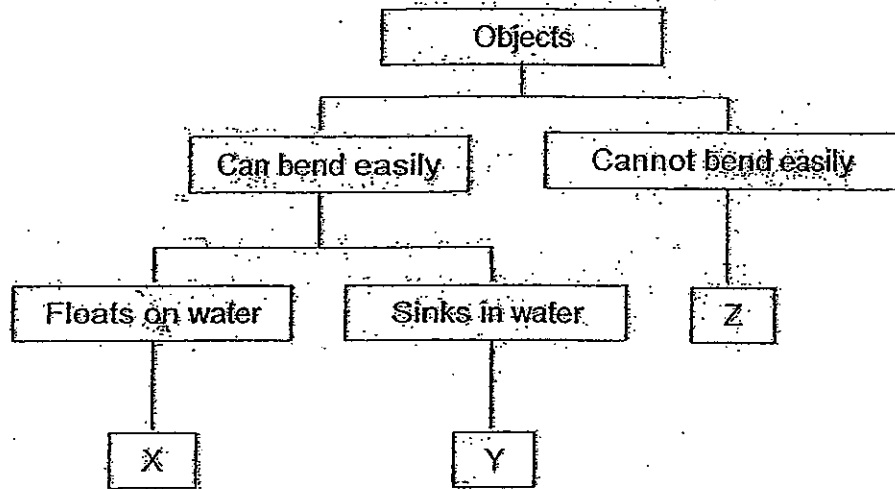 Objects
Can bend easily
Cannot bend easily
Floats on water
Sinks in water
Z
X
Y